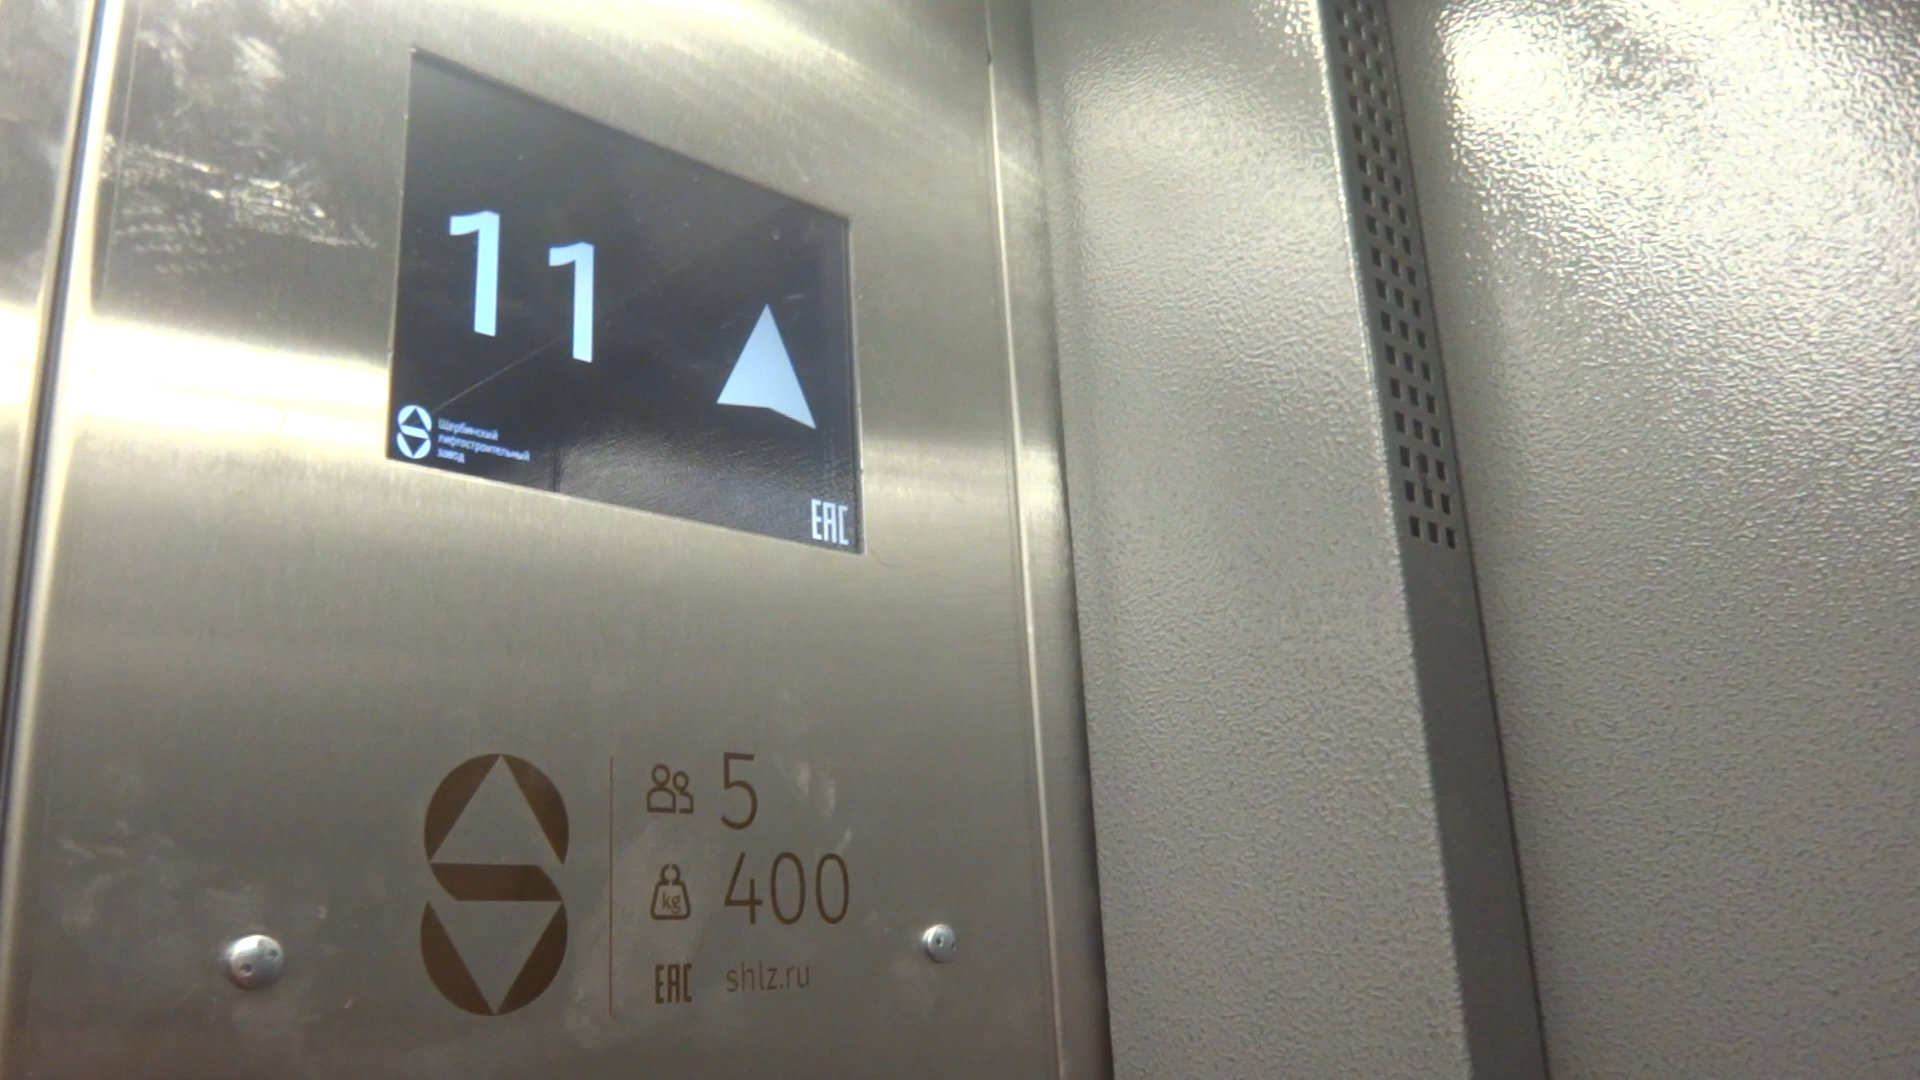 11
Щербинский
лифтостроительный
завод
EAC
5
kg 400
EAC shlz.ru